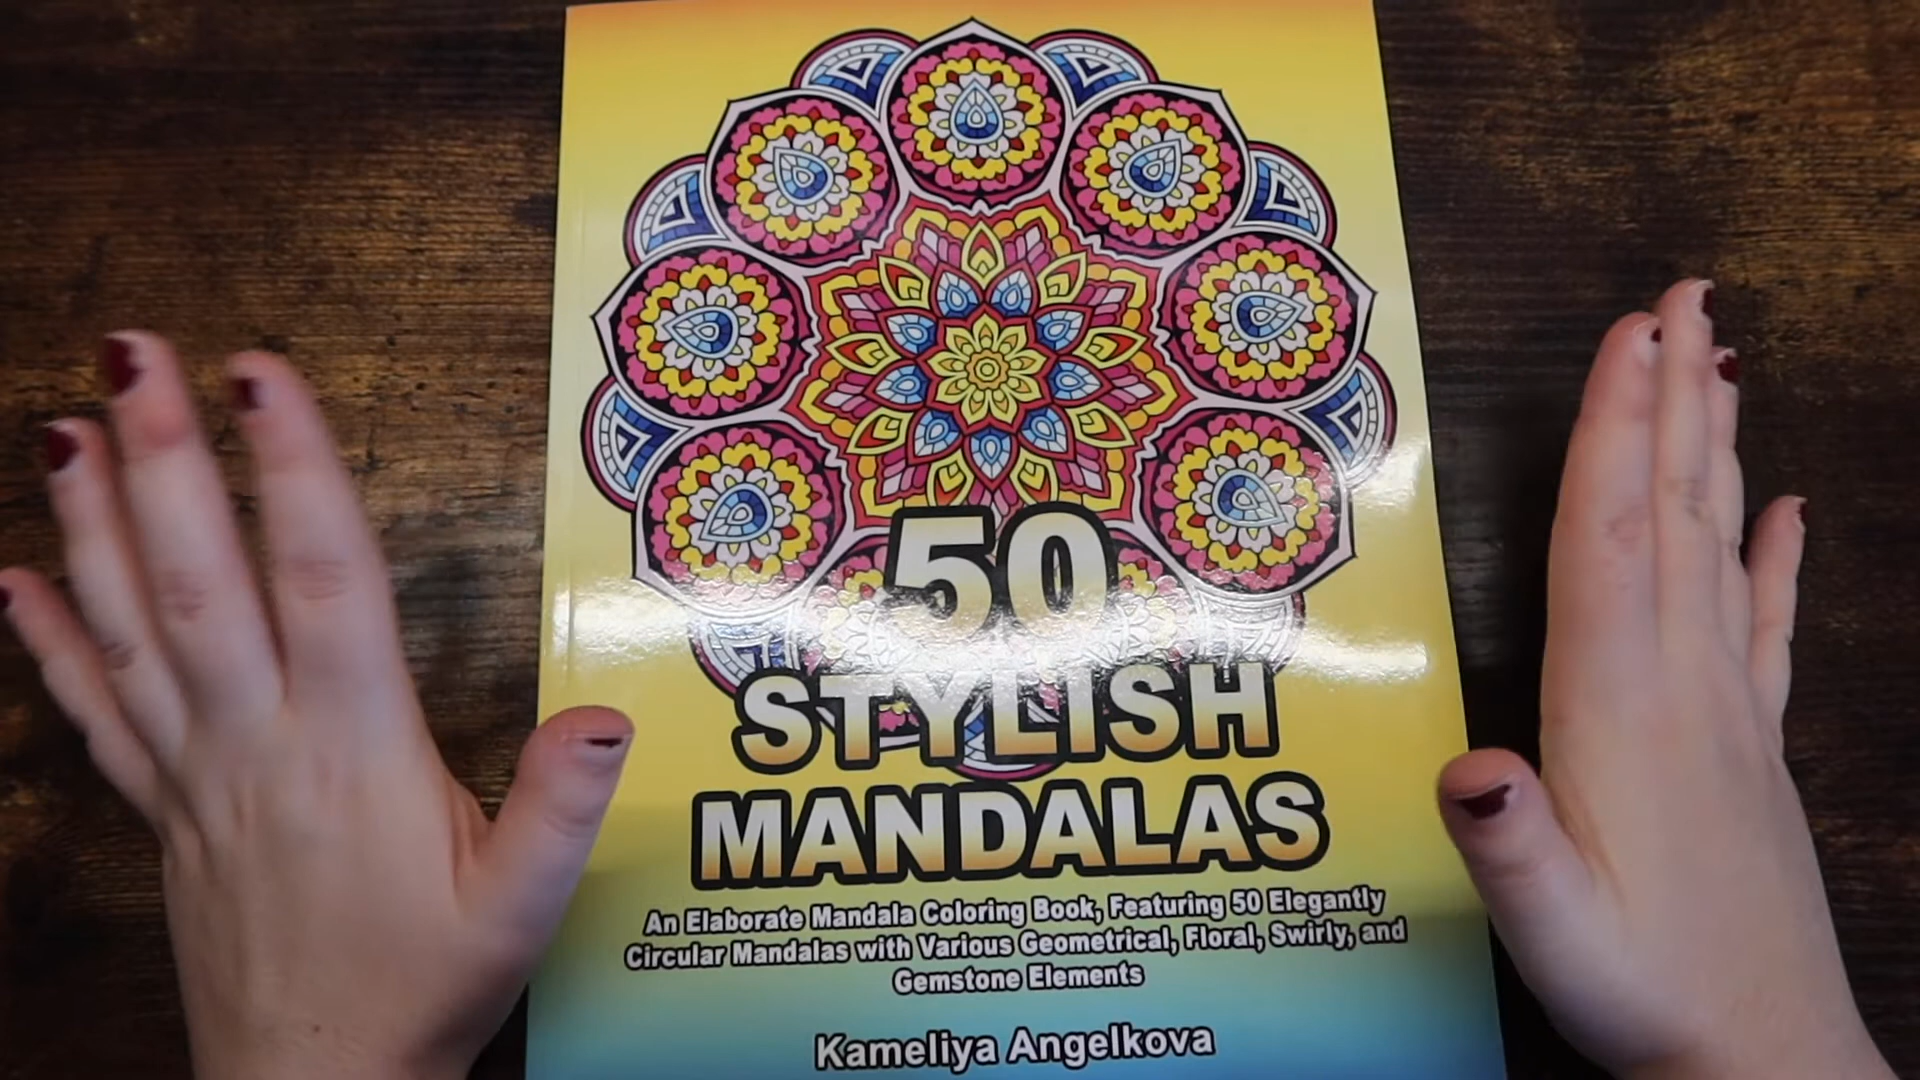 50
STYLISH
MANDALAS
An Elaborate Mandala Coloring Book, Featuring 50 Elegantly
Circular Mandalas with Various Geometrical, Floral, Swirly, and
Gemstone Elements
Kameliya Angelkova